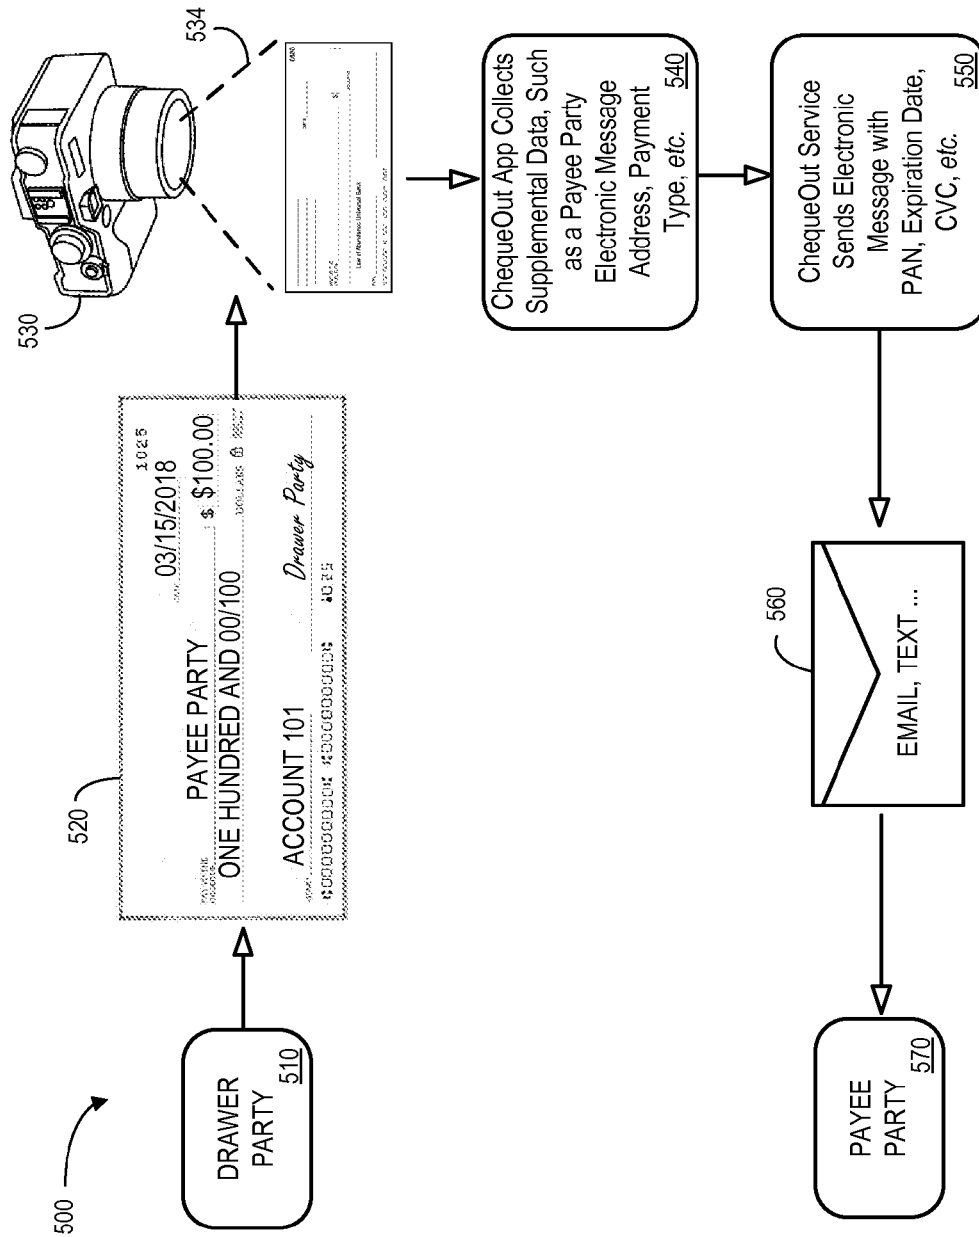 500
DRAWER
PARTY
510
520
1025
03/15/2018
PAYEE PARTY
$ $100.00
ONE HUNDRED AND 00/100
DOLLARS
ACCOUNT 101
Drawer Party
1025
530
534
ChequeOut App Collects
Supplemental Data, Such
as a Payee Party
Electronic Message
Address, Payment
Type, etc.
540
ChequeOut Service
Sends Electronic
Message with
PAN, Expiration Date,
CVC, etc.
550
560
EMAIL, TEXT ...
PAYEE
PARTY
570